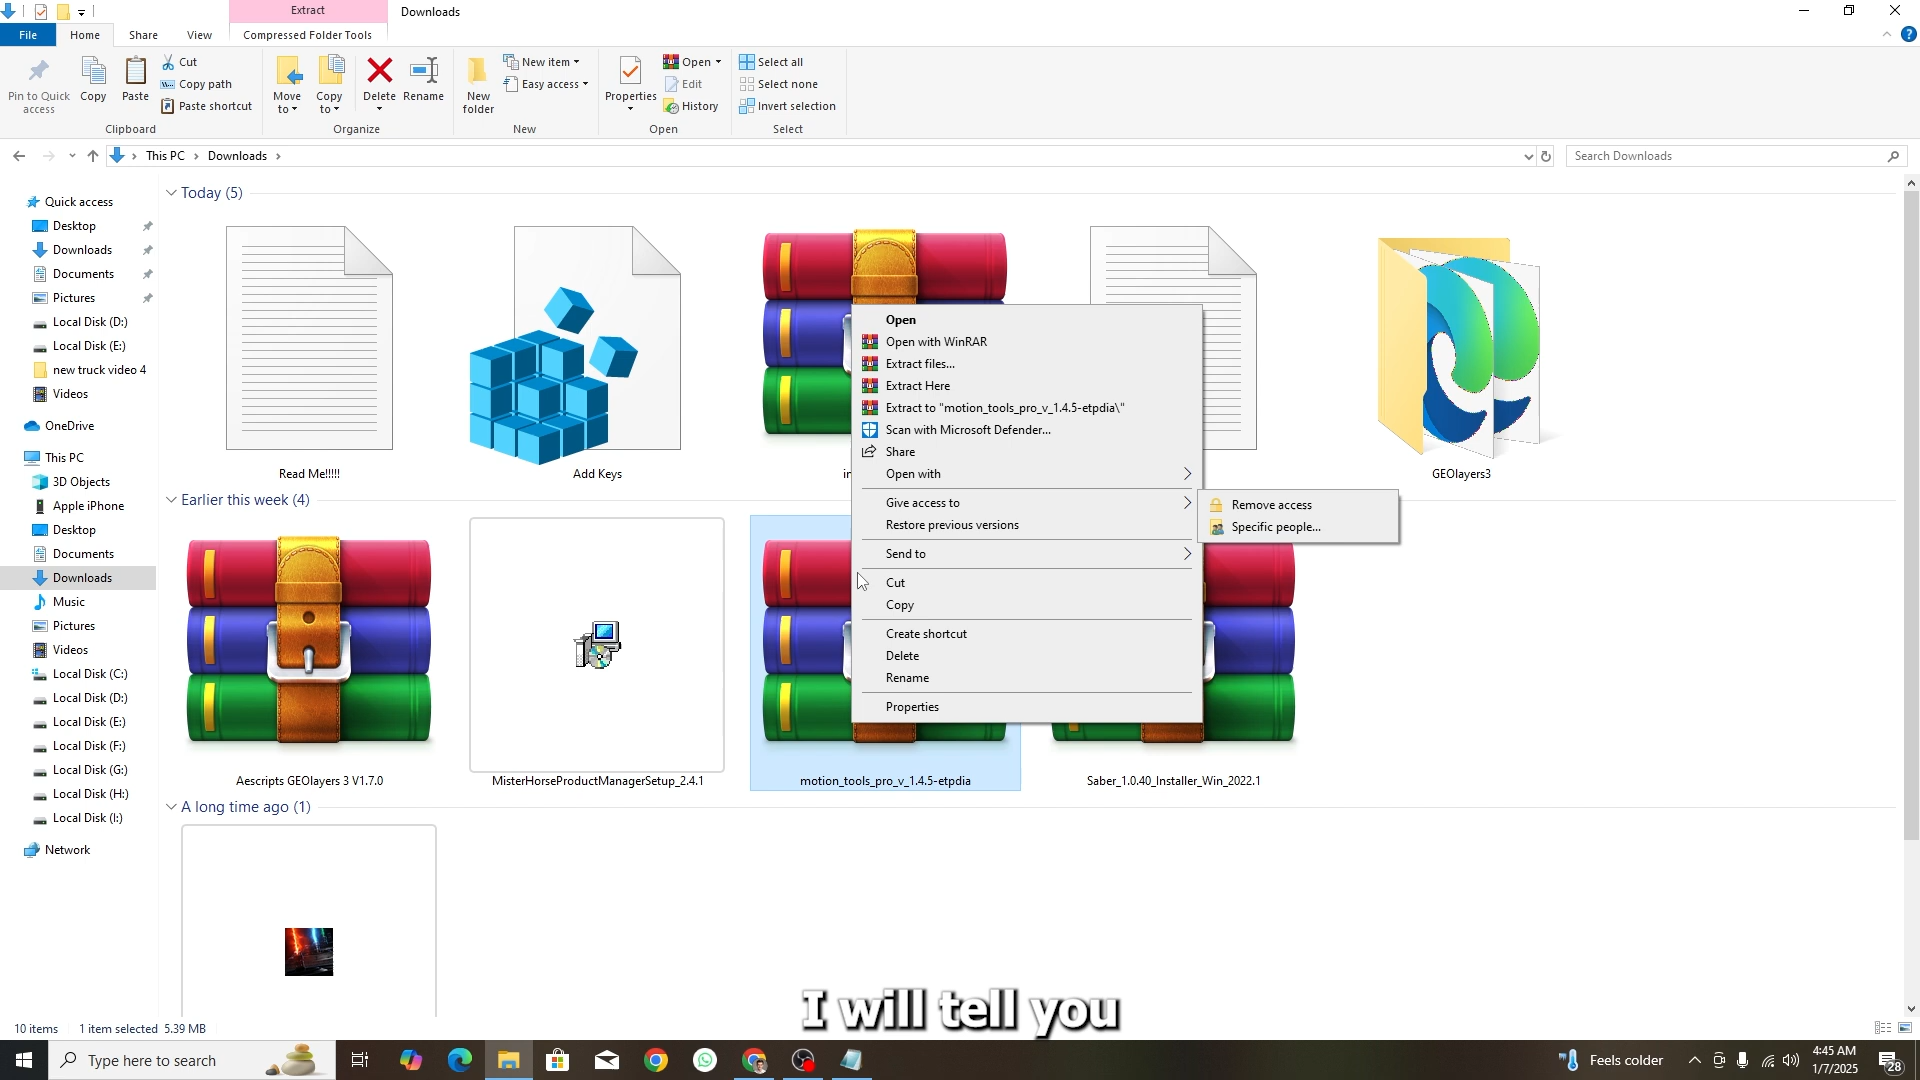 Extract
Downloads
File
Home
Share
View
Compressed Folder Tools
Pin to Quick access
Copy
Paste
Cut
Copy path
Paste shortcut
Move to
Copy to
Delete
Rename
New folder
New item
Easy access
Properties
Open
Edit
History
Select all
Select none
Invert selection
Clipboard
Organize
New
Open
Select
This PC
Downloads
Search Downloads
Quick access
Desktop
Downloads
Documents
Pictures
Local Disk (D:)
Local Disk (E:)
new truck video 4
Videos
OneDrive
This PC
3D Objects
Apple iPhone
Desktop
Documents
Downloads
Music
Pictures
Videos
Local Disk (C:)
Local Disk (D:)
Local Disk (E:)
Local Disk (F:)
Local Disk (G:)
Local Disk (H:)
Local Disk (I:)
Network
Today (5)
Read Me!!!!!
Add Keys
GEOlayers3
Earlier this week (4)
Aescripts GEOlayers 3 V1.7.0
MisterHorseProductManagerSetup_2.4.1
motion_tools_pro_v_1.4.5-etpdia
Saber_1.0.40_Installer_Win_2022.1
A long time ago (1)
Open
Open with WinRAR
Extract files...
Extract Here
Extract to "motion_tools_pro_v_1.4.5-etpdia\"
Scan with Microsoft Defender...
Share
Open with
Give access to
Restore previous versions
Send to
Cut
Copy
Create shortcut
Delete
Rename
Properties
Remove access
Specific people...
I will tell you
10 items
1 item selected 5.39 MB
Type here to search
Feels colder
4:45 AM
1/7/2025
28